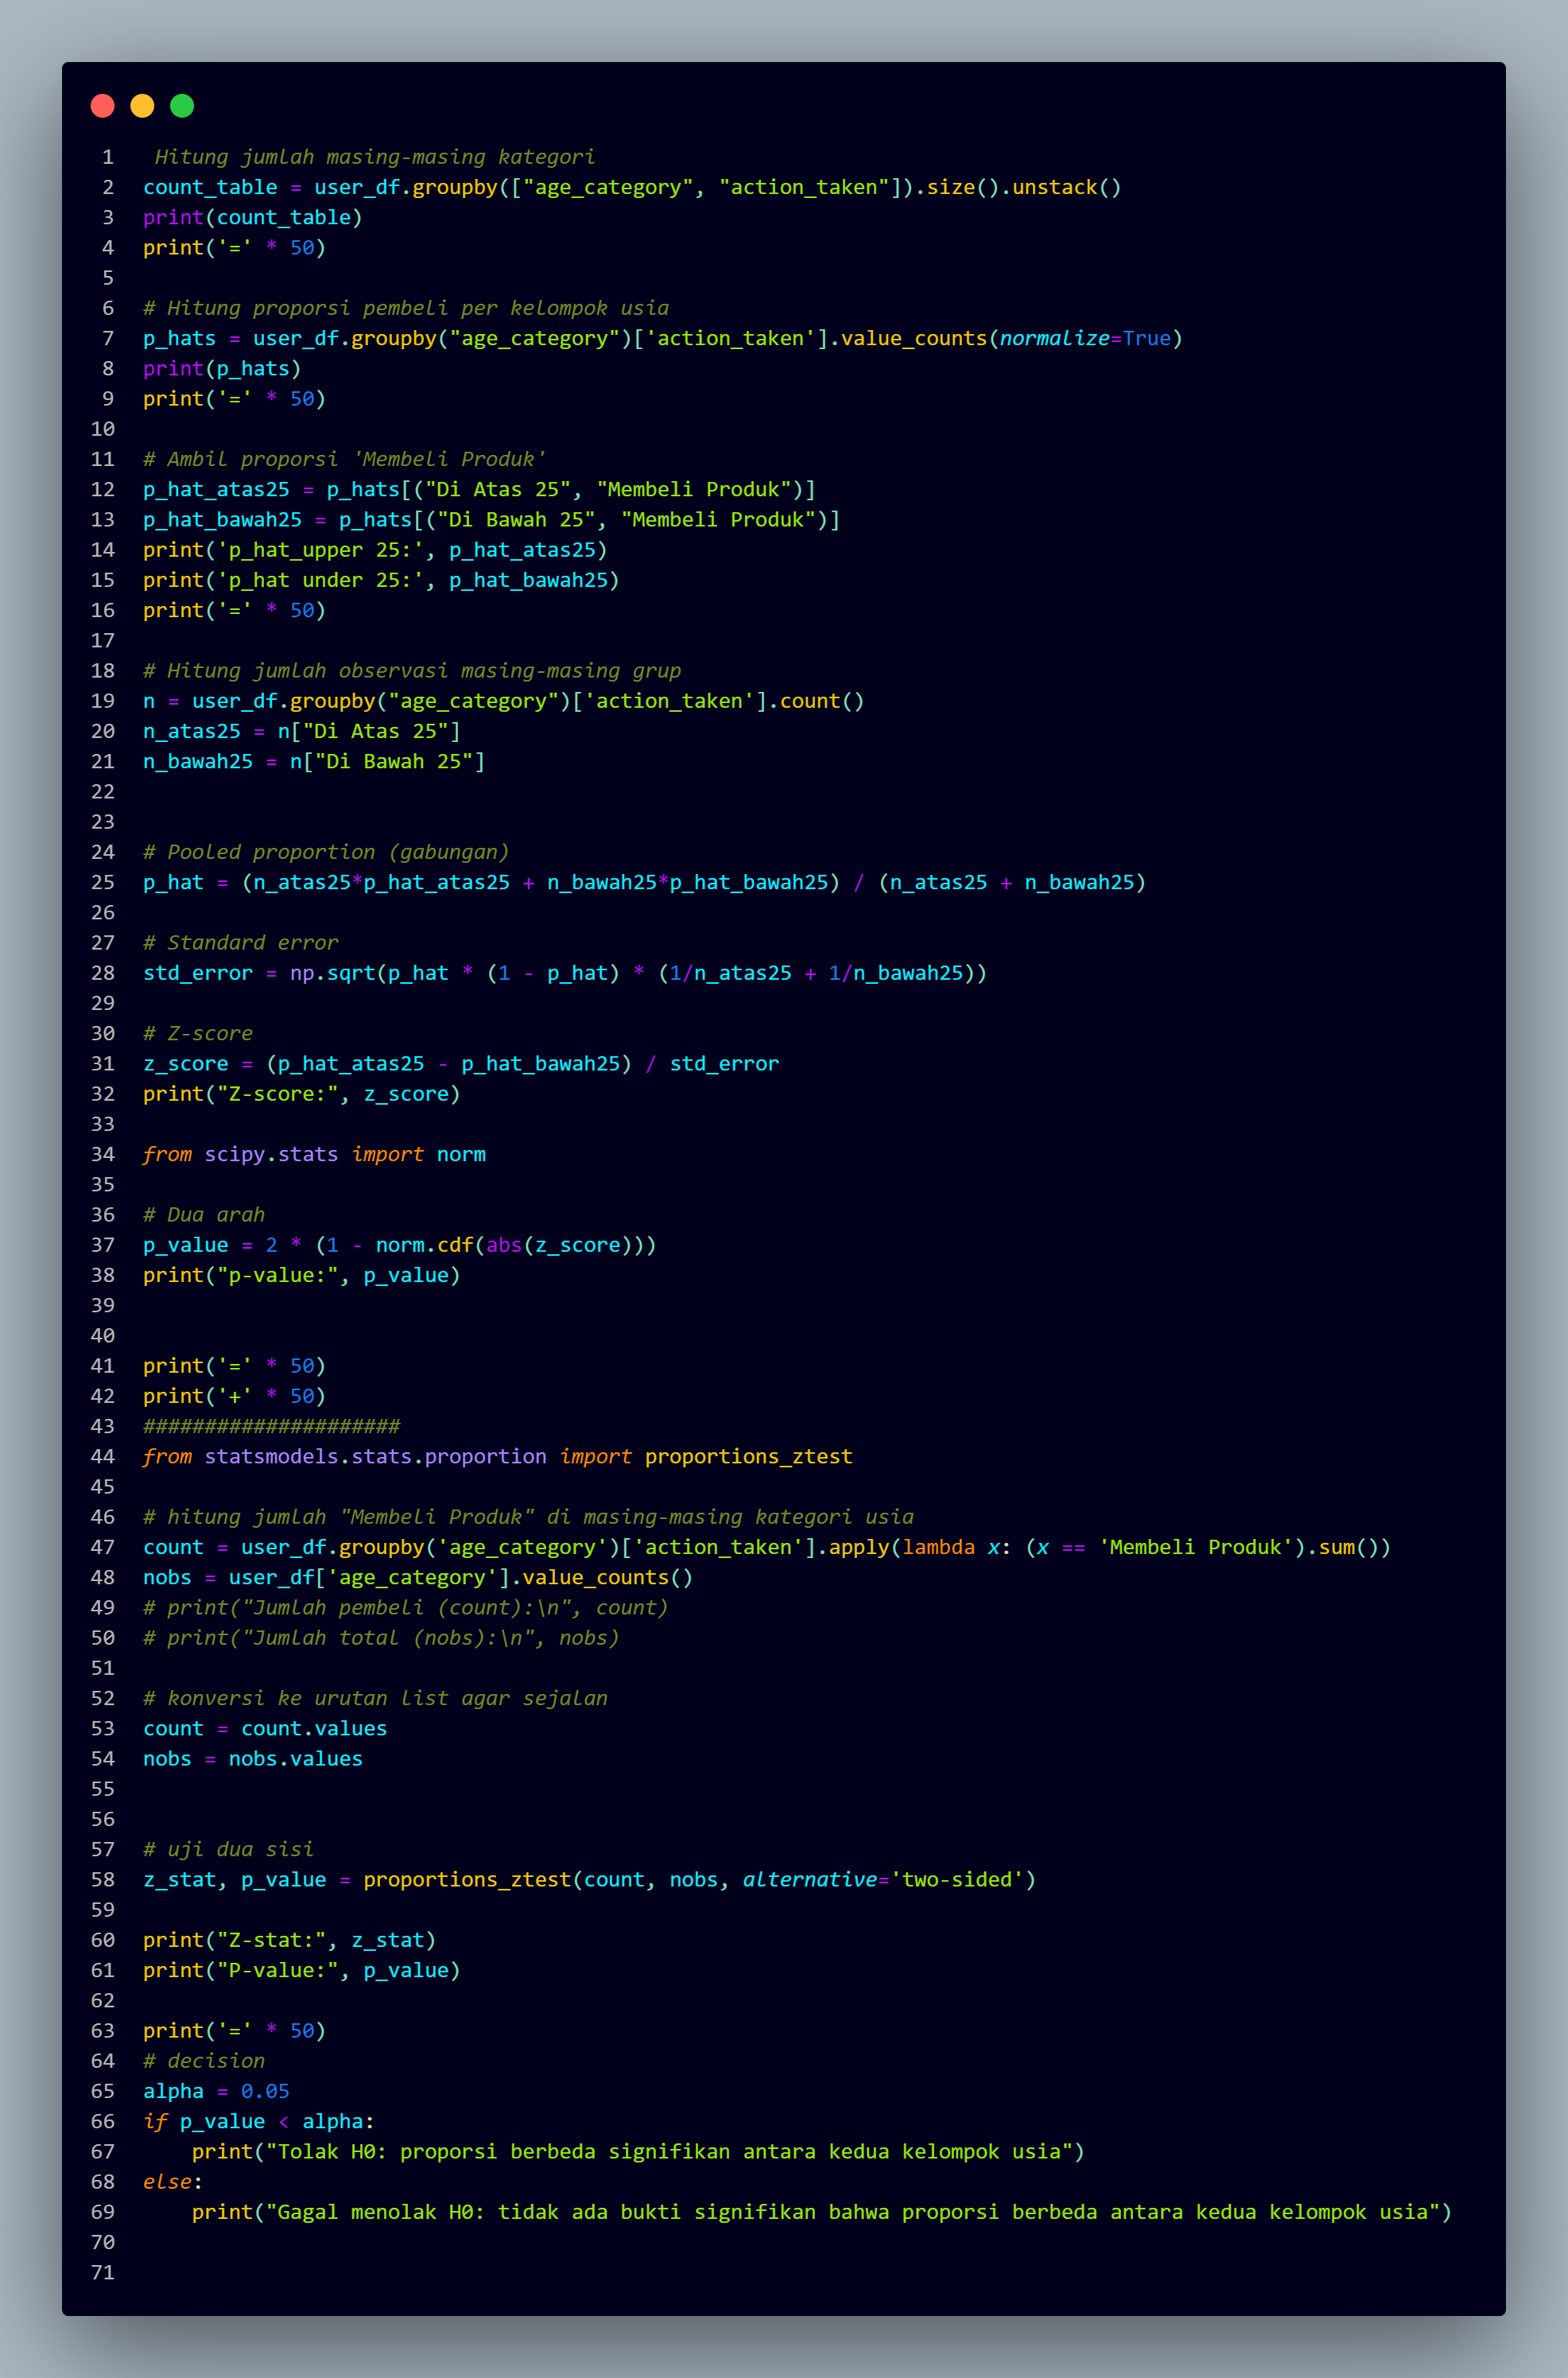 1 Hitung jumlah masing-masing kategori
2 count_table = user_df.groupby(["age_category", "action_taken"]).size().unstack()
3 print(count_table)
4 print('=' * 50)
5
6 # Hitung proporsi pembeli per kelompok usia
7 p_hats = user_df.groupby("age_category")['action_taken'].value_counts(normalize=True)
8 print(p_hats)
9 print('=' * 50)
10
11 # Ambil proporsi 'Membeli Produk'
12 p_hat_atas25 = p_hats[("Di Atas 25", "Membeli Produk")]
13 p_hat_bawah25 = p_hats[("Di Bawah 25", "Membeli Produk")]
14 print('p_hat_upper 25:', p_hat_atas25)
15 print('p_hat under 25:', p_hat_bawah25)
16 print('=' * 50)
17
18 # Hitung jumlah observasi masing-masing grup
19 n = user_df.groupby("age_category")['action_taken'].count()
20 n_atas25 = n["Di Atas 25"]
21 n_bawah25 = n["Di Bawah 25"]
22
23
24 # Pooled proportion (gabungan)
25 p_hat = (n_atas25*p_hat_atas25 + n_bawah25*p_hat_bawah25) / (n_atas25 + n_bawah25)
26
27 # Standard error
28 std_error = np.sqrt(p_hat * (1 - p_hat) * (1/n_atas25 + 1/n_bawah25))
29
30 # Z-score
31 z_score = (p_hat_atas25 - p_hat_bawah25) / std_error
32 print("Z-score:", z_score)
33
34 from scipy.stats import norm
35
36 # Dua arah
37 p_value = 2 * (1 - norm.cdf(abs(z_score)))
38 print("p-value:", p_value)
39
40
41 print('=' * 50)
42 print('+' * 50)
43 #####################
44 from statsmodels.stats.proportion import proportions_ztest
45
46 # hitung jumlah "Membeli Produk" di masing-masing kategori usia
47 count = user_df.groupby('age_category')['action_taken'].apply(lambda x: (x == 'Membeli Produk').sum())
48 nobs = user_df['age_category'].value_counts()
49 # print("Jumlah pembeli (count):\n", count)
50 # print("Jumlah total (nobs):\n", nobs)
51
52 # konversi ke urutan list agar sejalan
53 count = count.values
54 nobs = nobs.values
55
56
57 # uji dua sisi
58 z_stat, p_value = proportions_ztest(count, nobs, alternative='two-sided')
59
60 print("Z-stat:", z_stat)
61 print("P-value:", p_value)
62
63 print('=' * 50)
64 # decision
65 alpha = 0.05
66 if p_value < alpha:
67     print("Tolak H0: proporsi berbeda signifikan antara kedua kelompok usia")
68 else:
69     print("Gagal menolak H0: tidak ada bukti signifikan bahwa proporsi berbeda antara kedua kelompok usia")
70
71